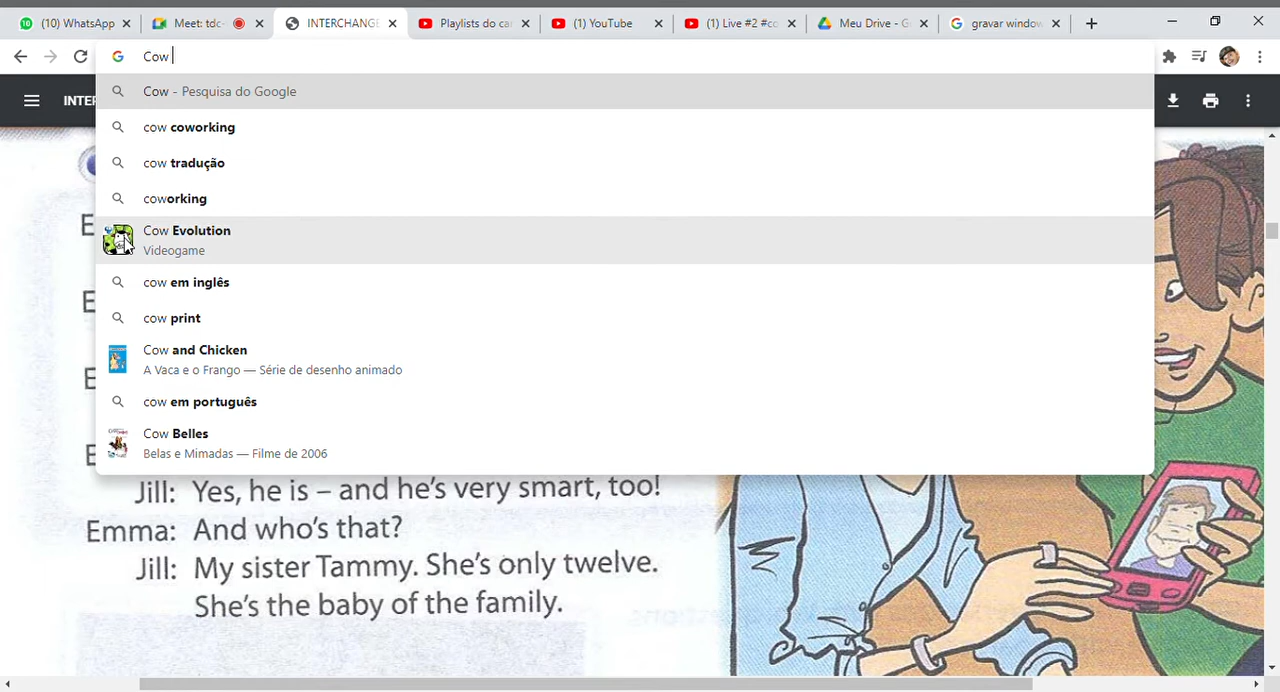 (10) WhatsApp
Meet: tdc-
INTERCHANGE
Playlists do car
(1) YouTube
(1) Live #2 #co
Meu Drive - G
gravar window
Cow
INTER
Cow - Pesquisa do Google
cow coworking
cow tradução
coworking
Cow Evolution
Videogame
cow em inglês
cow print
Cow and Chicken
A Vaca e o Frango — Série de desenho animado
cow em português
Cow Belles
Belas e Mimadas — Filme de 2006
Jill: Yes, he is – and he's very smart, too!
Emma: And who's that?
Jill: My sister Tammy. She's only twelve.
She's the baby of the family.